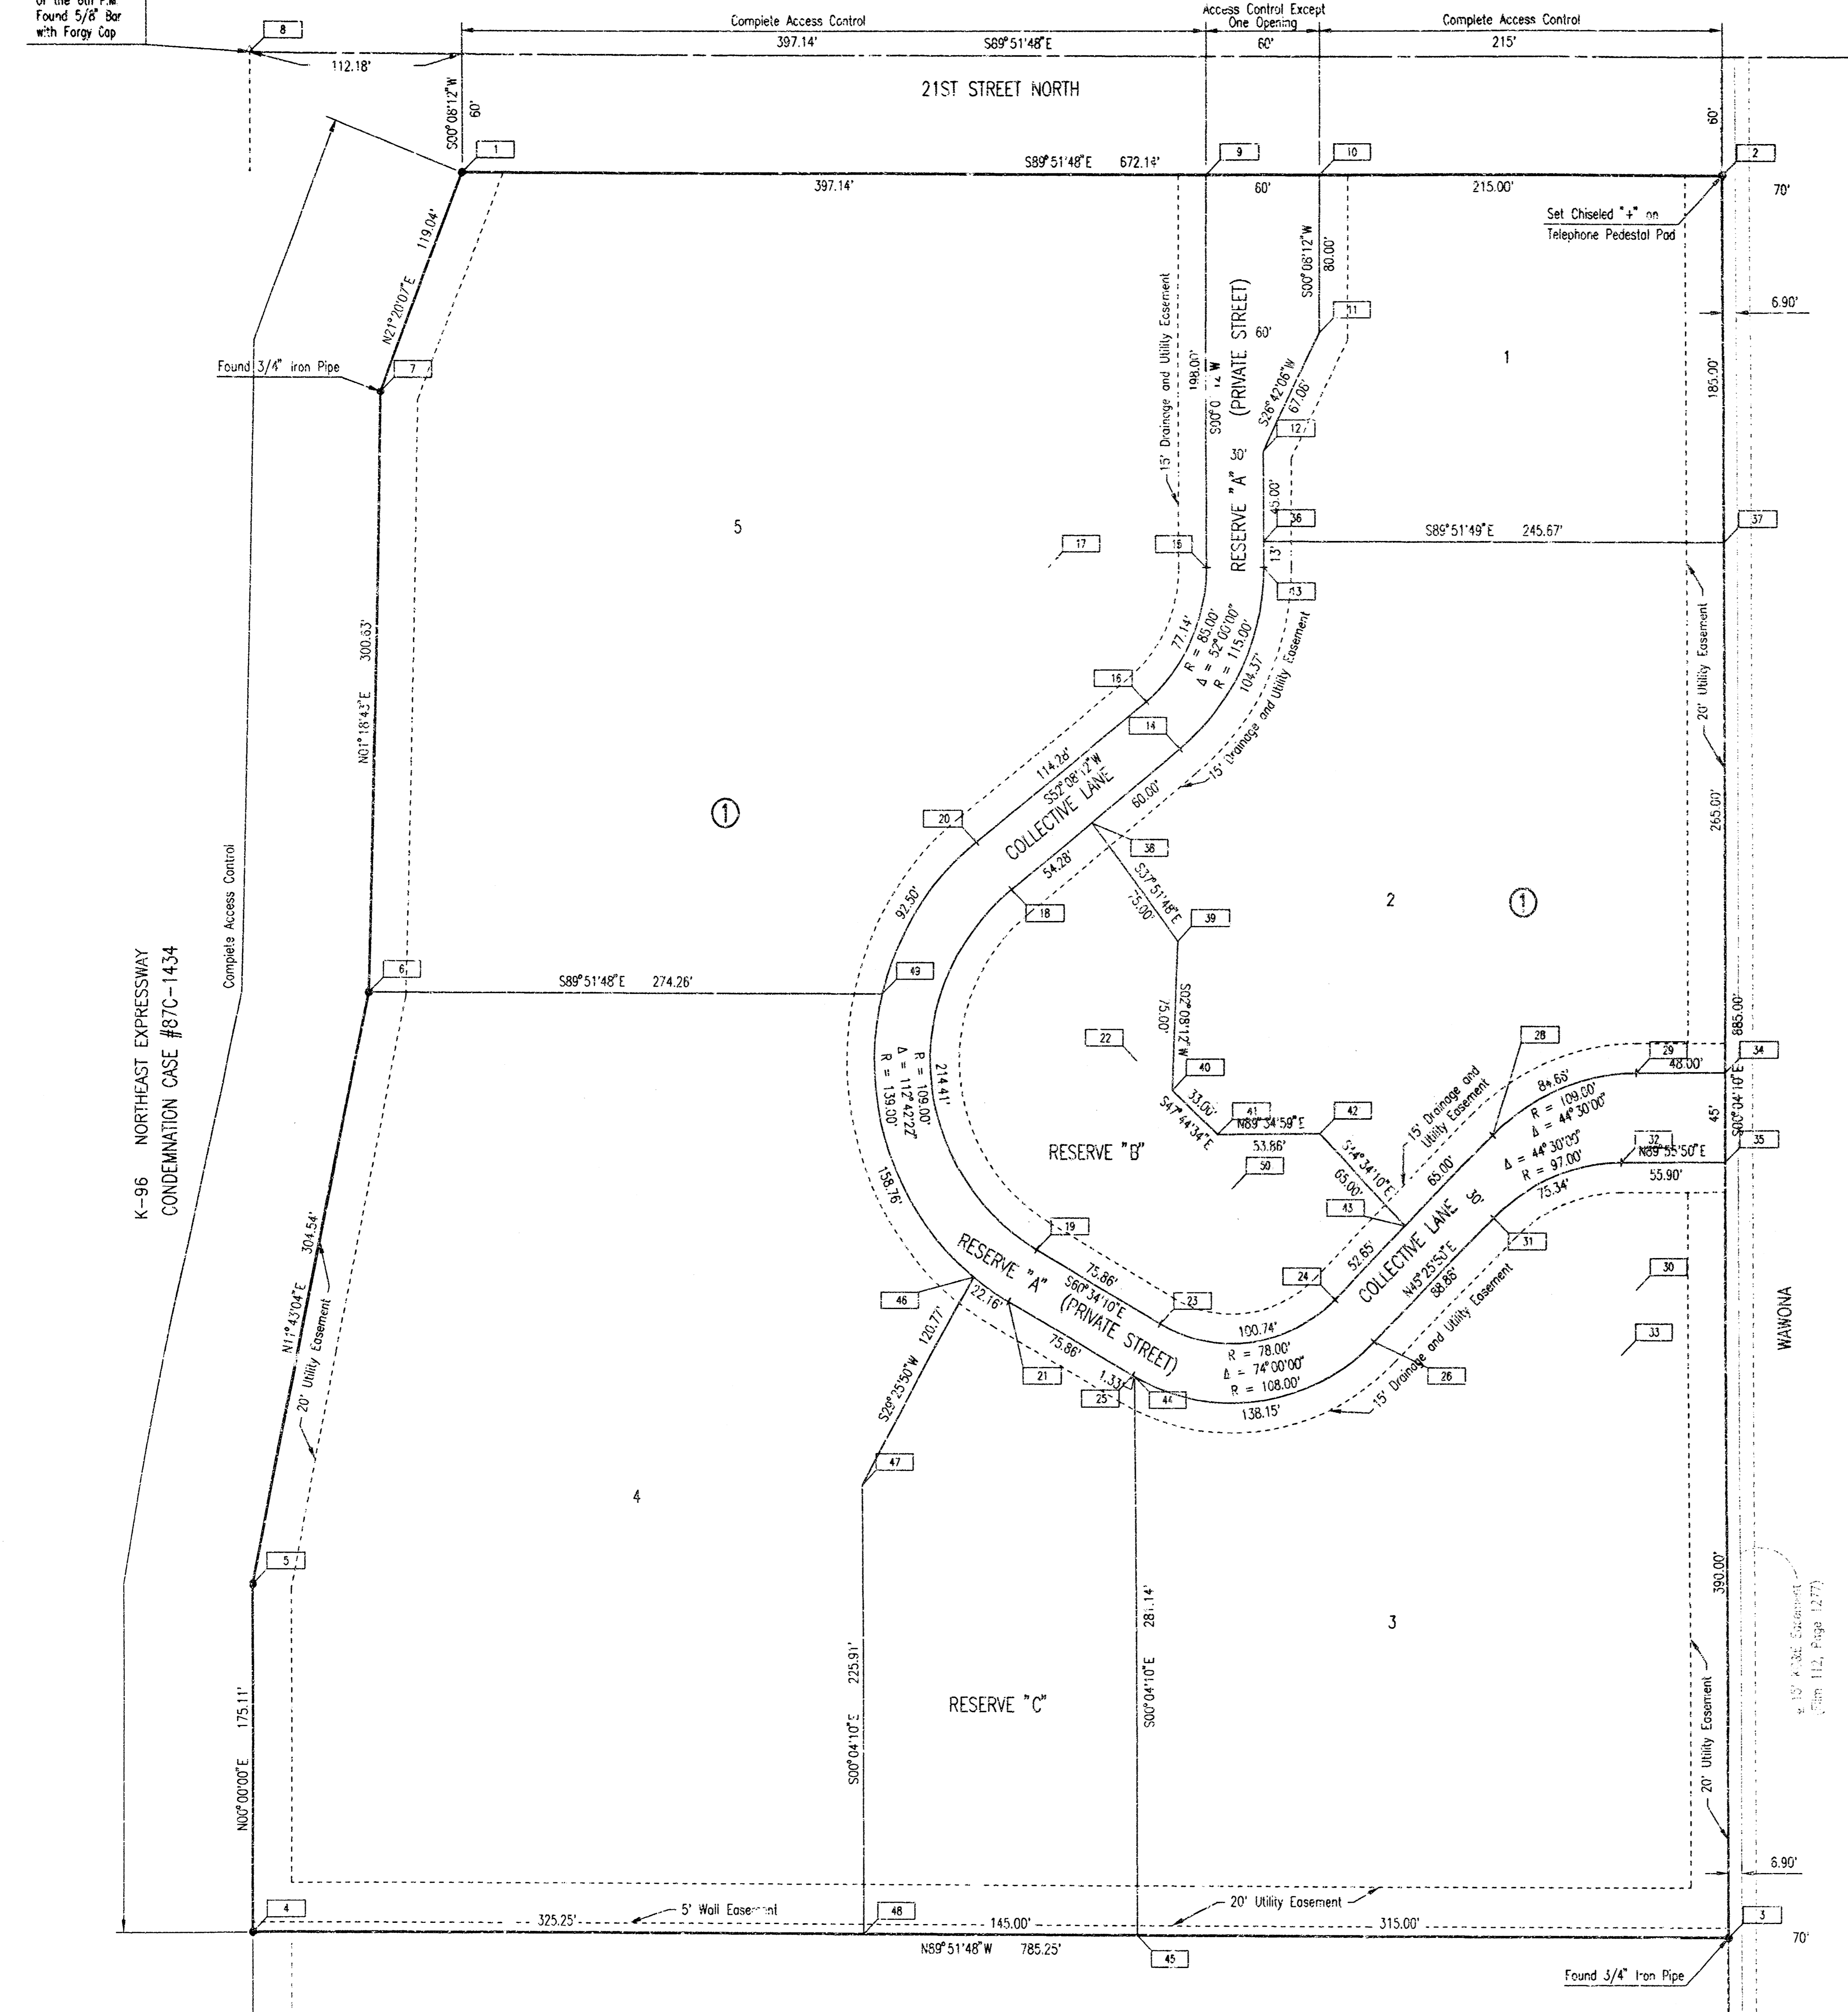 of the 6th P.M.
Found 5/8" Bar
with Forgy Cap
8
112.18'
Complete Access Control
397.14'
S89°51'48"E
Access Control Except
One Opening
60'
Complete Access Control
215'
21ST STREET NORTH
S00°08'12"W
60'
60'
1
S89°51'48"E 672.14'
9
10
2
397.14'
60'
215.00'
70'
Set Chiseled "+" on
Telephone Pedestal Pad
119.04'
N21°20'07"E
Found 3/4" Iron Pipe
7
15' Drainage and Utility Easement
198.00'
RESERVE "A"
(PRIVATE STREET)
60'
30'
S00°08'12"W
80.00'
11
S26°42'06"W
67.06'
12
45.00'
36
13'
13
1
6.90'
185.00'
S89°51'49"E 245.67'
37
5
17
15
N01°18'43"E 300.63'
77.14'
R = 85.00'
Δ = 52°00'00"
R = 115.00'
104.37'
15' Drainage and Utility Easement
16
14
20' Utility Easement
265.00'
114.28'
S52°08'12"W
COLLECTIVE LANE
60.00'
20
38
1
54.28'
92.50'
18
S37°51'48"E
75.00'
39
2
1
K-96 NORTHEAST EXPRESSWAY
CONDEMNATION CASE #87C-1434
Complete Access Control
6
S89°51'48"E 274.26'
49
S02°08'12"W
75.00'
22
40
214.41'
R = 109.00'
Δ = 112°42'22"
R = 139.00'
158.76'
33.00'
S47°44'34"E
41
N89°34'59"E
53.86'
42
50
RESERVE "B"
65.00'
43
15' Drainage and
Utility Easement
28
29
48.00'
34
885.00'
S00°04'10"E
45'
84.66'
R = 109.00'
Δ = 44°30'00"
Δ = 44°30'00"
R = 97.00'
75.34'
32
N89°55'50"E
55.90'
35
65.00'
30'
COLLECTIVE LANE
N45°25'50"E
88.86'
52.65'
24
31
30
33
WAWONA
19
RESERVE "A"
(PRIVATE STREET)
75.86'
S60°34'10"E
23
100.74'
R = 78.00'
Δ = 74°00'00"
R = 108.00'
138.15'
26
15' Drainage and Utility Easement
46
22.16'
21
75.86'
1.33'
25
44
304.54'
N11°43'04"E
20' Utility Easement
S29°25'50"W 120.77'
47
4
5
N00°00'00"E 175.11'
S00°04'10"E 225.91'
RESERVE "C"
S00°04'10"E 281.14'
3
390.00'
20' Utility Easement
15' KG&E Easement
(Film 112, Page 1277)
6.90'
4
325.25'
5' Wall Easement
48
145.00'
20' Utility Easement
315.00'
3
70'
N89°51'48"W 785.25'
45
Found 3/4" Iron Pipe